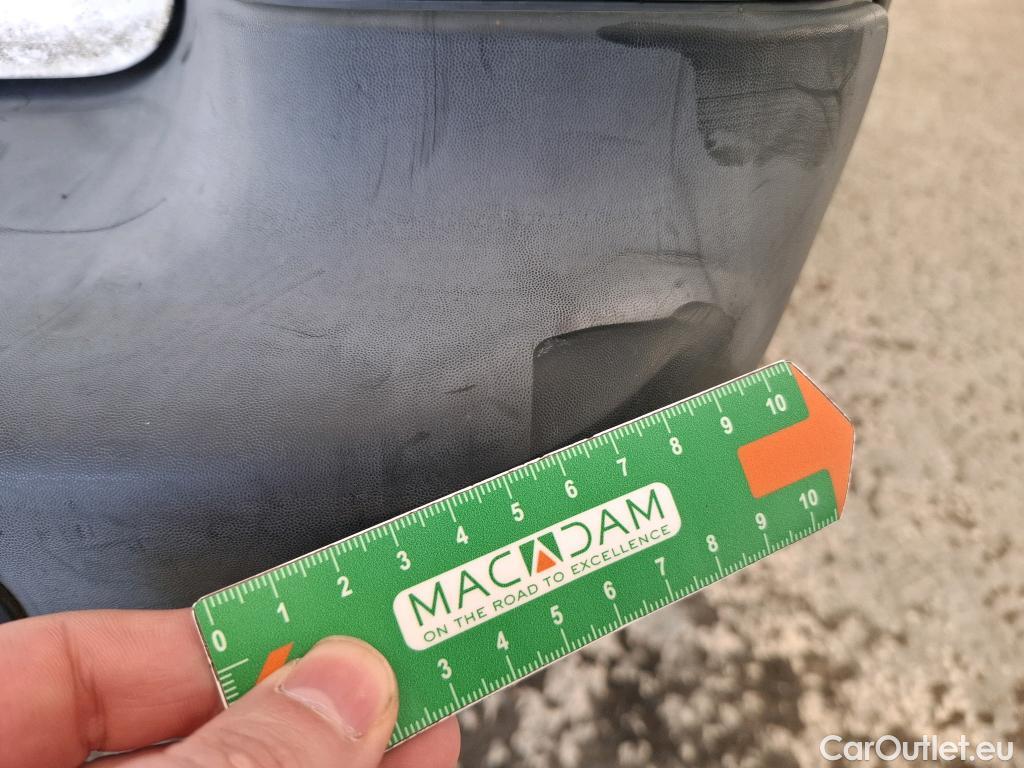 0 1 2 3 4 5 6 7 8 9 10
MACADAM
ON THE ROAD TO EXCELLENCE
3 4 5 6 7 8 9 10
CarOutlet.eu